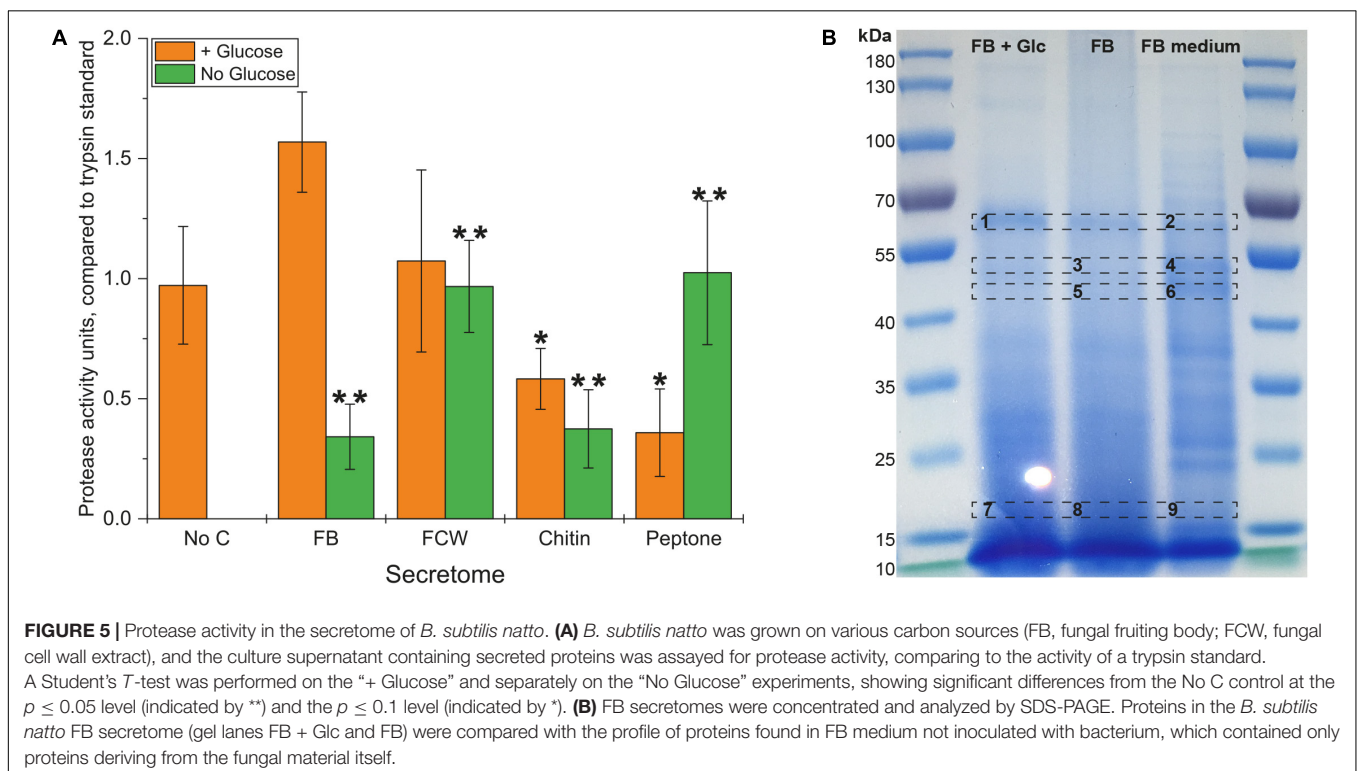 A
2.0
1.5
1.0
0.5
0.0
Protease activity units, compared to trypsin standard
+ Glucose
No Glucose
**
**
*
**
*
**
No C
FB
FCW
Chitin
Peptone
Secretome
B
kDa
FB + Glc
FB
FB medium
180
130
100
70
55
40
35
25
15
10
1
2
3
4
5
6
7
8
9
FIGURE 5 | Protease activity in the secretome of B. subtilis natto. (A) B. subtilis natto was grown on various carbon sources (FB, fungal fruiting body; FCW, fungal
cell wall extract), and the culture supernatant containing secreted proteins was assayed for protease activity, comparing to the activity of a trypsin standard.
A Student's T-test was performed on the “+ Glucose” and separately on the “No Glucose” experiments, showing significant differences from the No C control at the
p ≤ 0.05 level (indicated by **) and the p ≤ 0.1 level (indicated by *). (B) FB secretomes were concentrated and analyzed by SDS-PAGE. Proteins in the B. subtilis
natto FB secretome (gel lanes FB + Glc and FB) were compared with the profile of proteins found in FB medium not inoculated with bacterium, which contained only
proteins deriving from the fungal material itself.